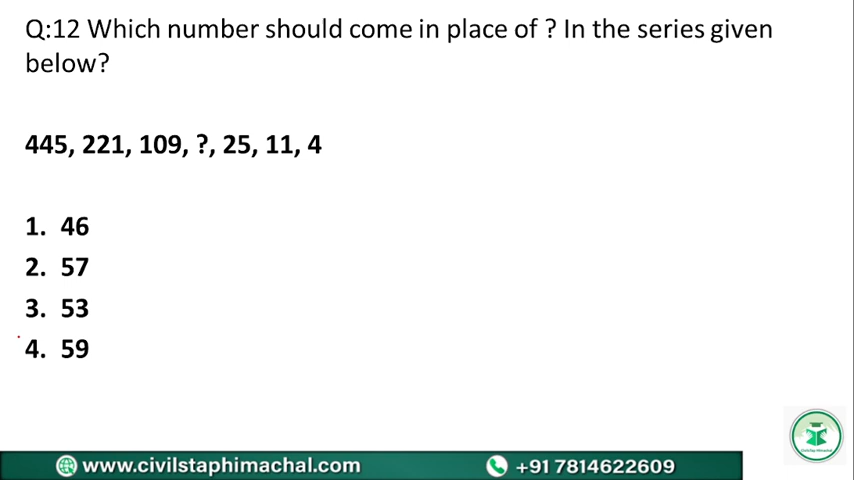 Q:12 Which number should come in place of ? In the series given
below?
445, 221, 109, ?, 25, 11, 4
1. 46
2. 57
3. 53
4. 59
www.civilstaphimachal.com
+91 7814622609